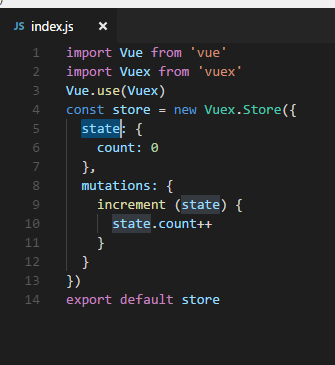 JS index.js ×
1 import Vue from 'vue'
2 import Vuex from 'vuex'
3 Vue.use(Vuex)
4 const store = new Vuex.Store({
5   state: {
6     count: 0
7   },
8   mutations: {
9     increment (state) {
10       state.count++
11     }
12   }
13 })
14 export default store